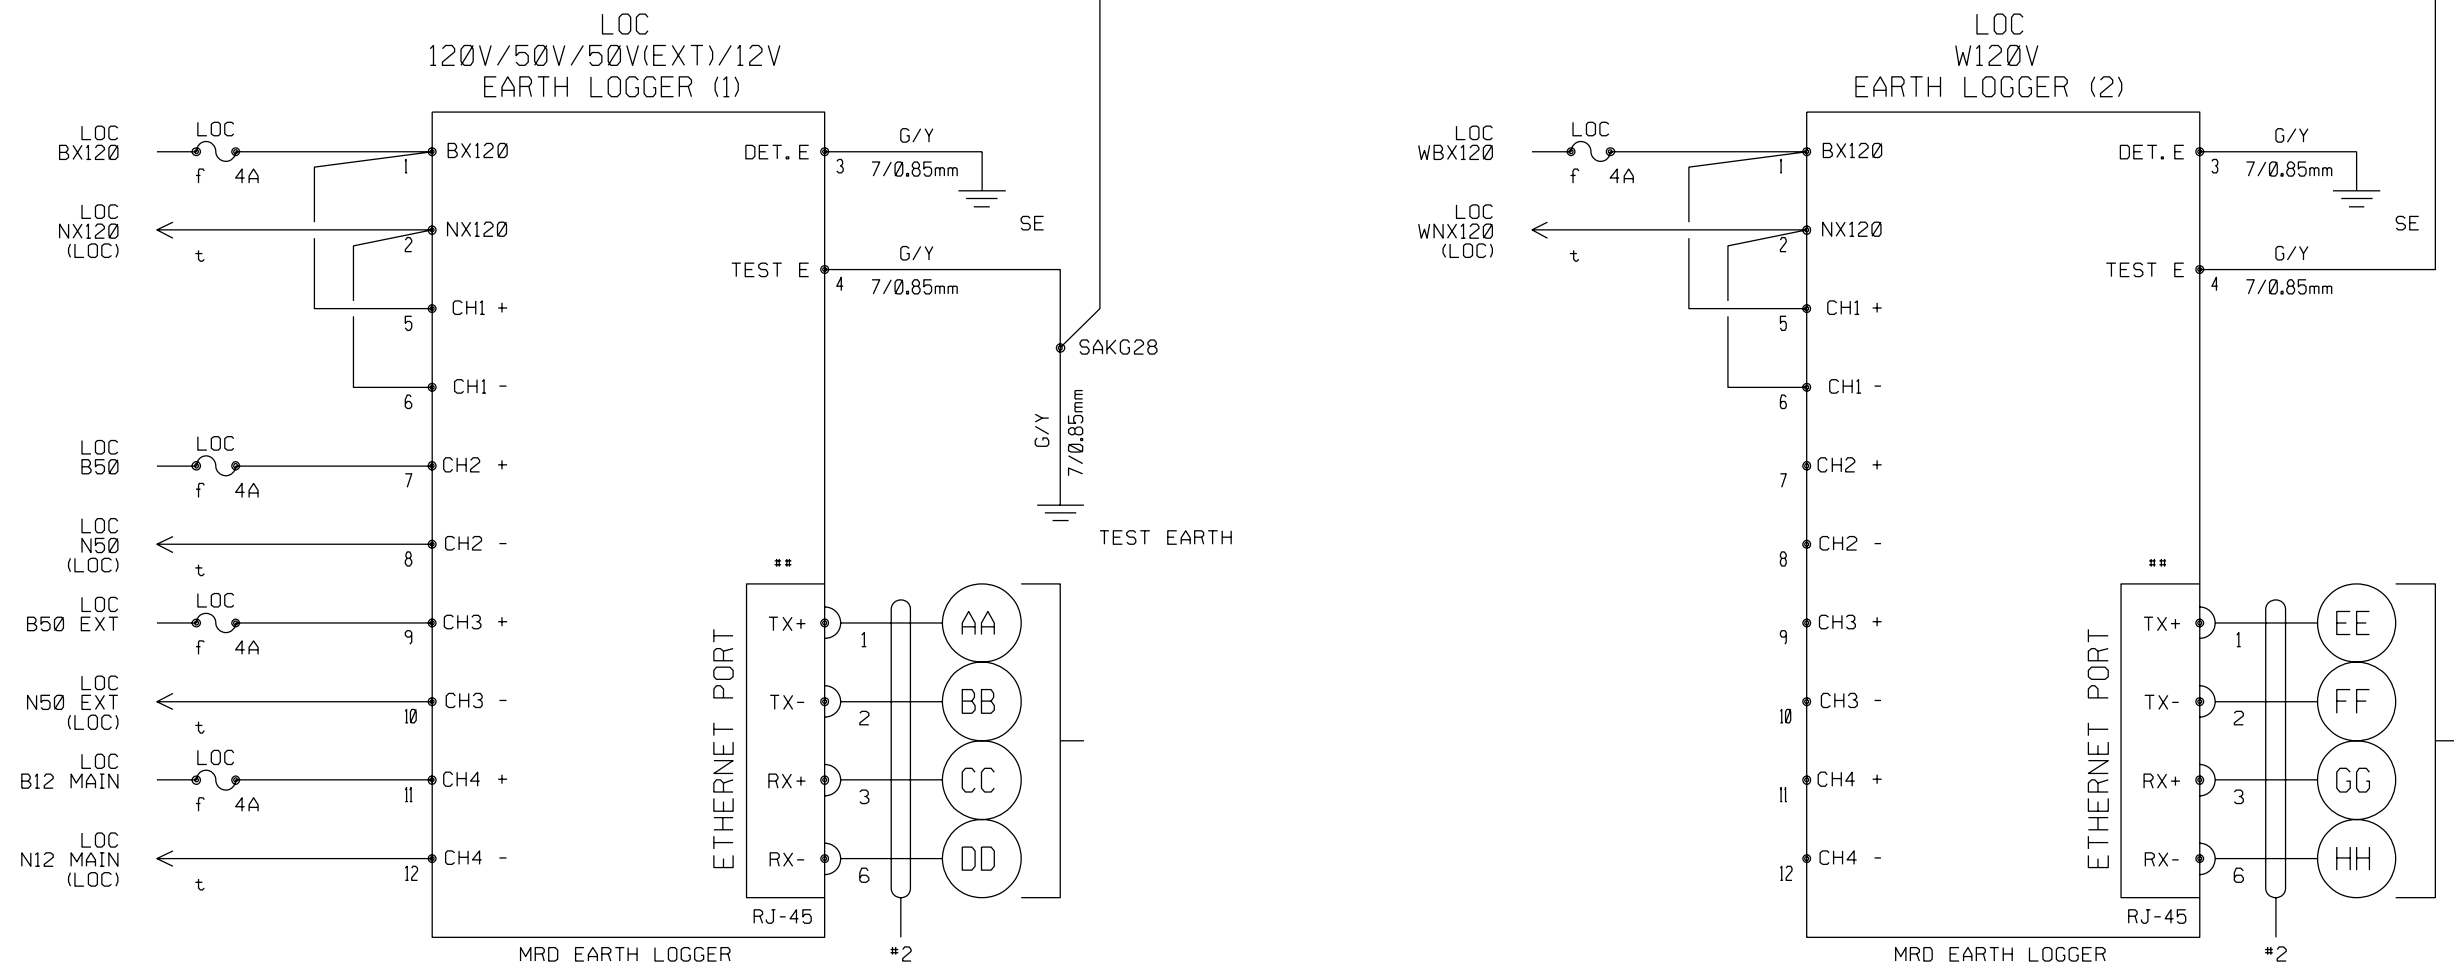 LOC
120V/50V/50V(EXT)/12V
EARTH LOGGER (1)
LOC
BX120
LOC
f 4A
1
BX120
DET. E
3
G/Y
7/0.85mm
SE
LOC
NX120
(LOC)
t
2
NX120
TEST E
4
G/Y
7/0.85mm
5
CH1 +
SAKG28
6
CH1 -
G/Y
7/0.85mm
TEST EARTH
LOC
B50
LOC
f 4A
7
CH2 +
LOC
N50
(LOC)
t
8
CH2 -
LOC
B50 EXT
LOC
f 4A
9
CH3 +
LOC
N50 EXT
(LOC)
t
10
CH3 -
LOC
B12 MAIN
LOC
f 4A
11
CH4 +
LOC
N12 MAIN
(LOC)
t
12
CH4 -
##
ETHERNET PORT
TX+
1
AA
TX-
2
BB
RX+
3
CC
RX-
6
DD
RJ-45
#2
MRD EARTH LOGGER
LOC
W120V
EARTH LOGGER (2)
LOC
WBX120
LOC
f 4A
1
BX120
DET. E
3
G/Y
7/0.85mm
SE
LOC
WNX120
(LOC)
t
2
NX120
TEST E
4
G/Y
7/0.85mm
5
CH1 +
6
CH1 -
7
CH2 +
8
CH2 -
9
CH3 +
10
CH3 -
11
CH4 +
12
CH4 -
##
ETHERNET PORT
TX+
1
EE
TX-
2
FF
RX+
3
GG
RX-
6
HH
RJ-45
#2
MRD EARTH LOGGER